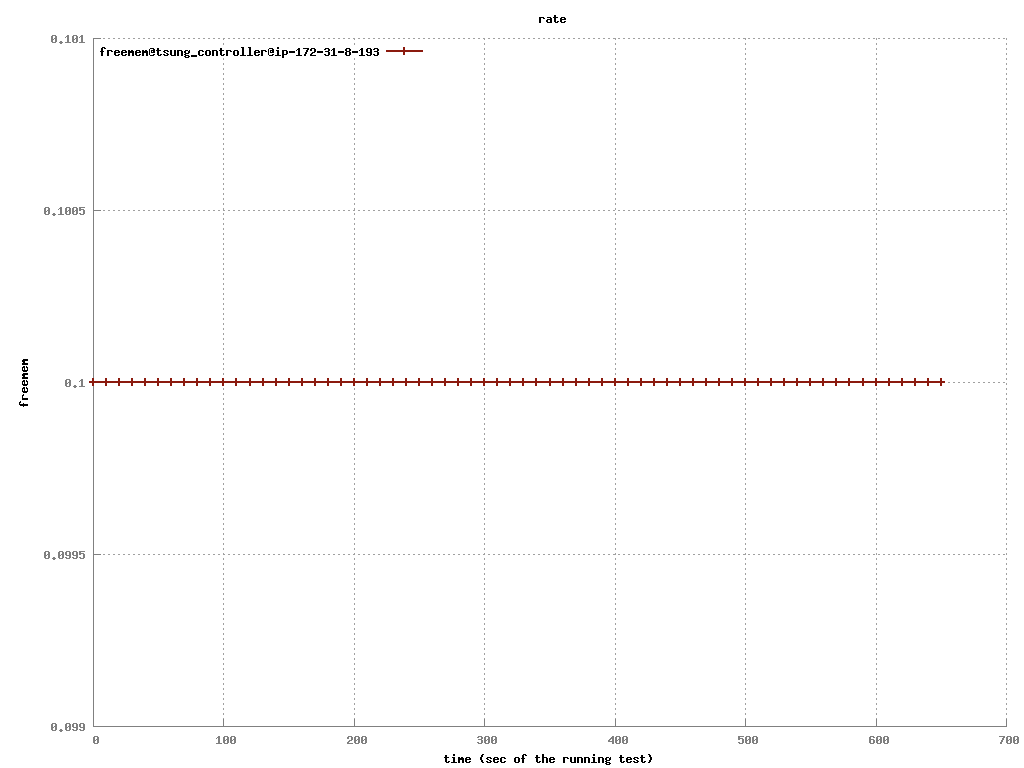 rate
0.101
freemem@tsung_controller@ip-172-31-8-193
0.1005
freemem
0.1
0.0995
0.099
0 100 200 300 400 500 600 700
time (sec of the running test)